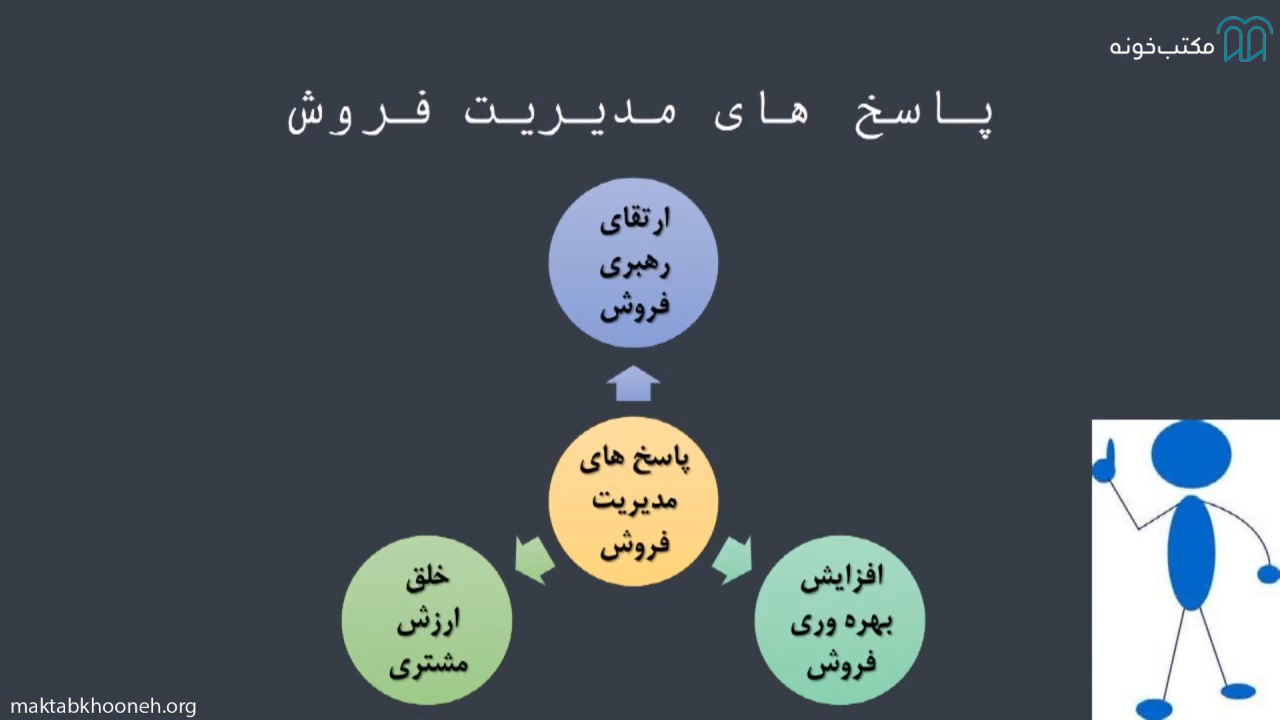 مکتب‌خونه
پاسخ های مدیریت فروش
ارتقای
رهبری
فروش
پاسخ های
مدیریت
فروش
افزایش
بهره وری
فروش
خلق
ارزش
مشتری
maktabkhooneh.org